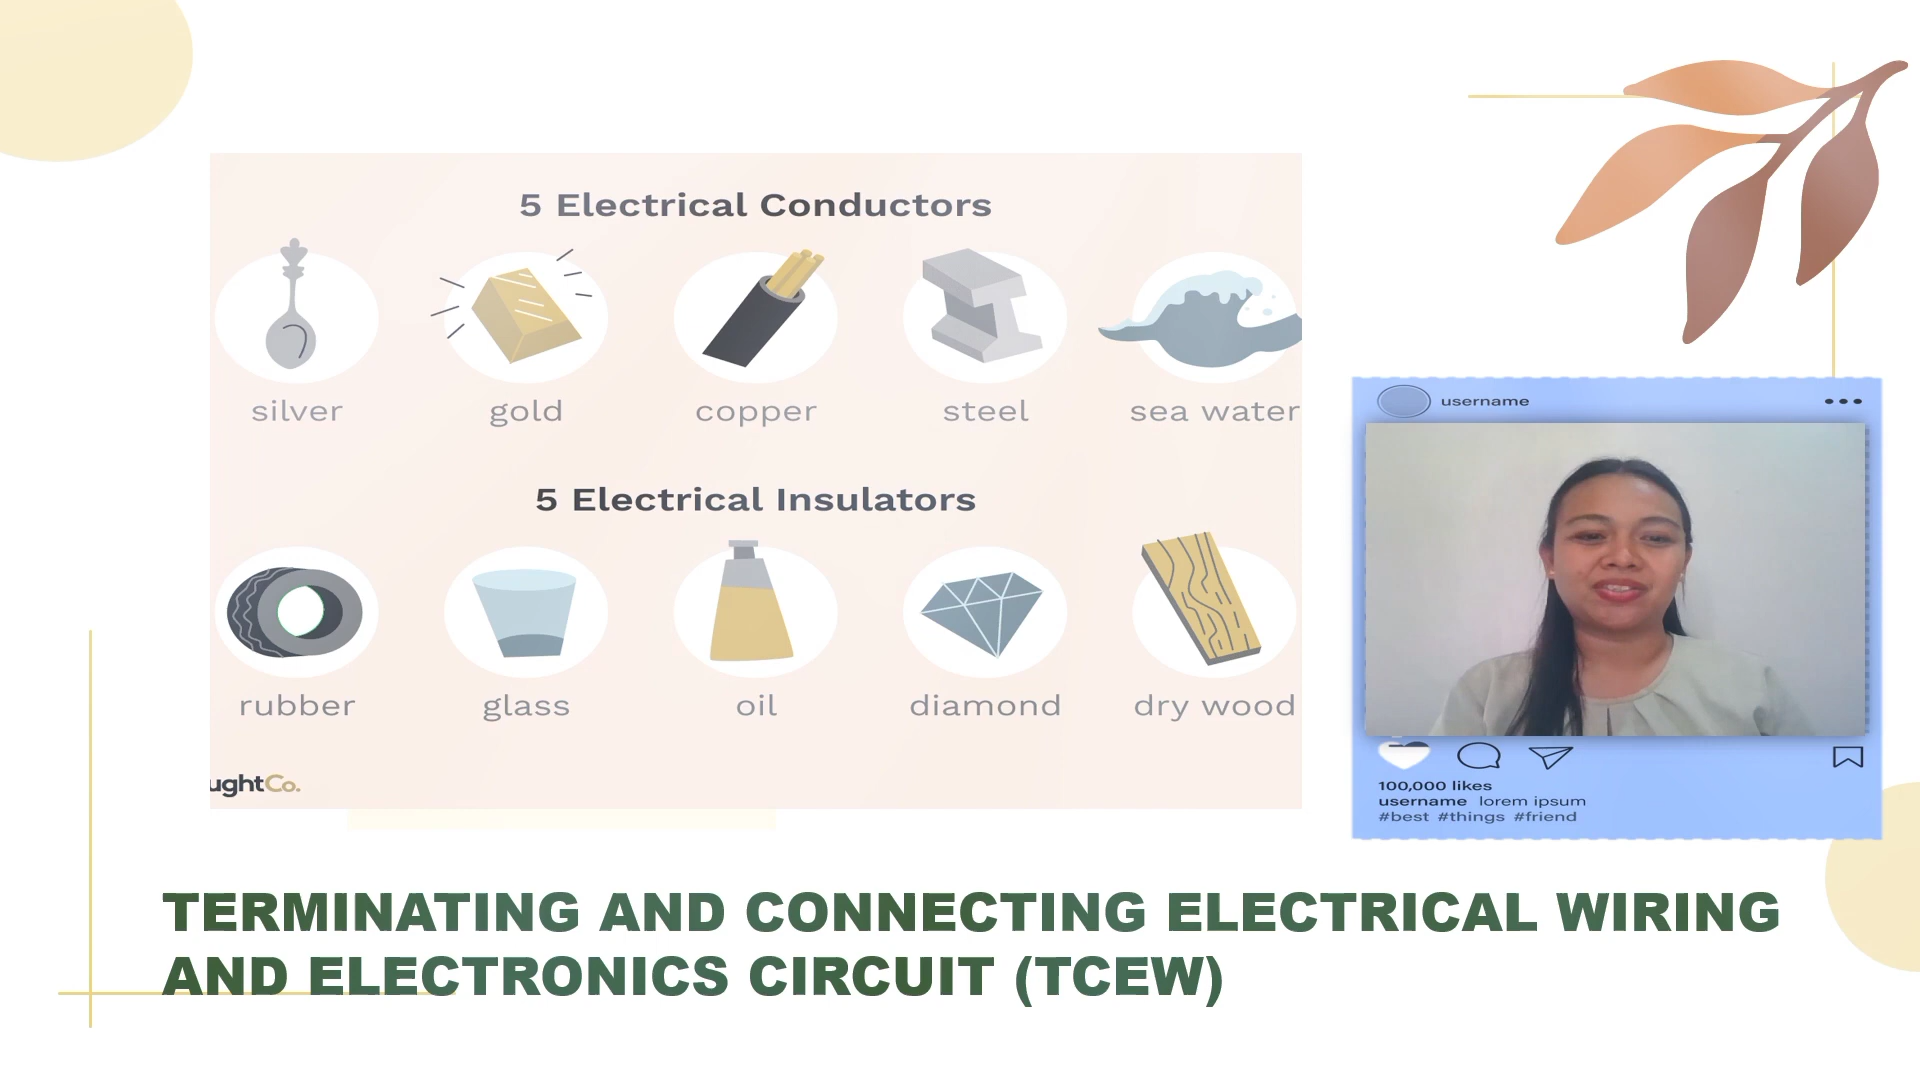 5 Electrical Conductors
silver gold copper steel sea water
5 Electrical Insulators
rubber glass oil diamond dry wood
ughtCo.
username
100,000 likes
username lorem ipsum
#best #things #friend
TERMINATING AND CONNECTING ELECTRICAL WIRING
AND ELECTRONICS CIRCUIT (TCEW)